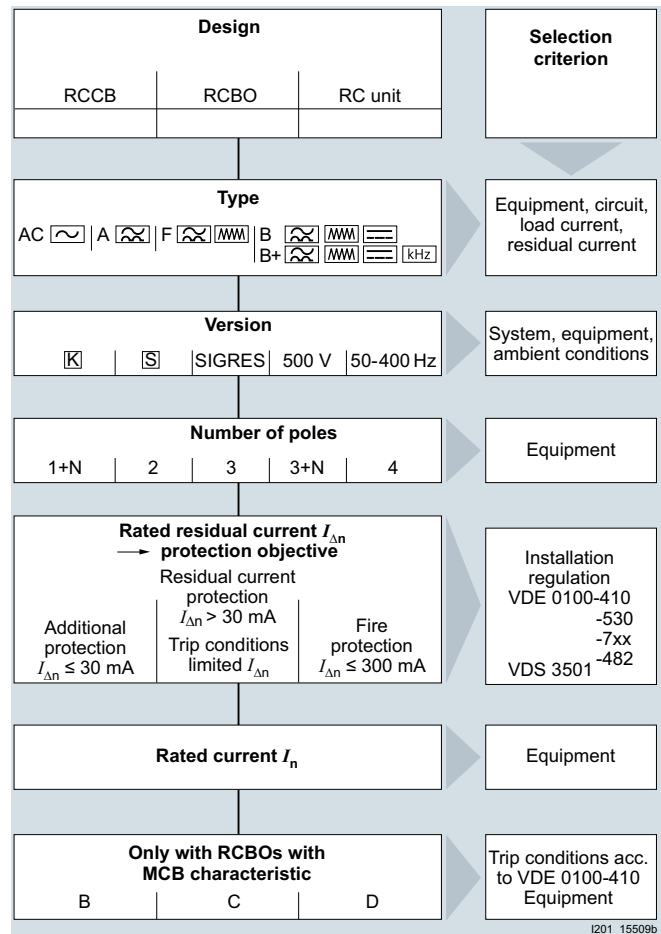 Design
RCCB RCBO RC unit
Selection
criterion
Type
AC A F B
B+ kHz
Equipment, circuit,
load current,
residual current
Version
K S SIGRES 500 V 50-400 Hz
System, equipment,
ambient conditions
Number of poles
1+N 2 3 3+N 4
Equipment
Rated residual current IΔn
→ protection objective
Additional
protection
IΔn ≤ 30 mA
Residual current
protection
IΔn > 30 mA
Trip conditions
limited IΔn
Fire
protection
IΔn ≤ 300 mA
Installation
regulation
VDE 0100-410
-530
-7xx
-482
VDS 3501
Rated current In
Equipment
Only with RCBOs with
MCB characteristic
B C D
Trip conditions acc.
to VDE 0100-410
Equipment
I201_15509b